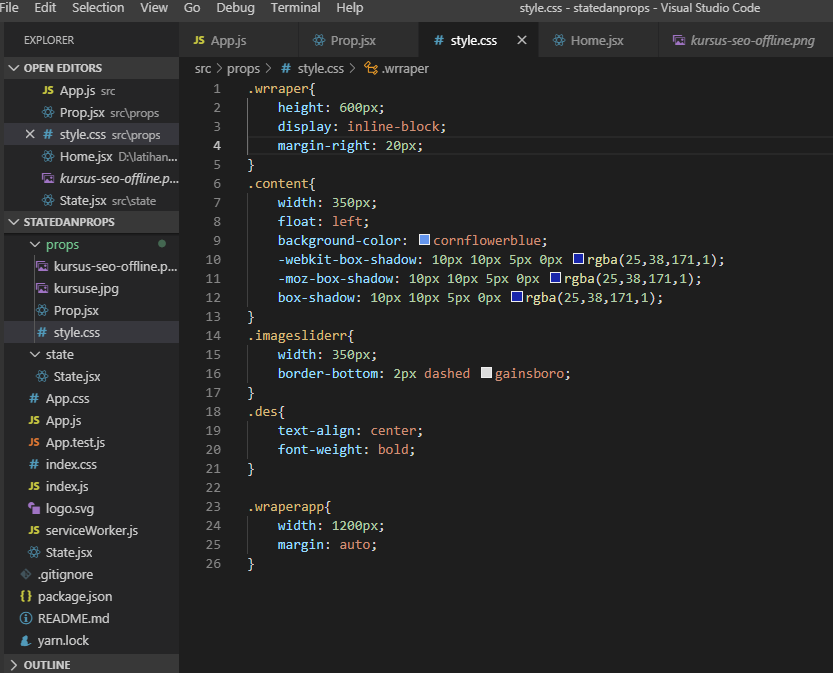 File Edit Selection View Go Debug Terminal Help style.css - statedanprops - Visual Studio Code
EXPLORER
OPEN EDITORS
JS App.js src
Prop.jsx src\props
# style.css src\props
Home.jsx D:\latihan...
kursus-seo-offline.p...
State.jsx src\state
STATEDANPROPS
props
kursus-seo-offline.p...
kursuse.jpg
Prop.jsx
# style.css
state
State.jsx
# App.css
JS App.js
JS App.test.js
# index.css
JS index.js
logo.svg
JS serviceWorker.js
State.jsx
.gitignore
{} package.json
README.md
yarn.lock
OUTLINE
JS App.js Prop.jsx # style.css Home.jsx kursus-seo-offline.png
src > props > # style.css > .wrraper
1 .wrraper{
2 height: 600px;
3 display: inline-block;
4 margin-right: 20px;
5 }
6 .content{
7 width: 350px;
8 float: left;
9 background-color: cornflowerblue;
10 -webkit-box-shadow: 10px 10px 5px 0px rgba(25,38,171,1);
11 -moz-box-shadow: 10px 10px 5px 0px rgba(25,38,171,1);
12 box-shadow: 10px 10px 5px 0px rgba(25,38,171,1);
13 }
14 .imagesliderr{
15 width: 350px;
16 border-bottom: 2px dashed gainsboro;
17 }
18 .des{
19 text-align: center;
20 font-weight: bold;
21 }
22
23 .wraperapp{
24 width: 1200px;
25 margin: auto;
26 }